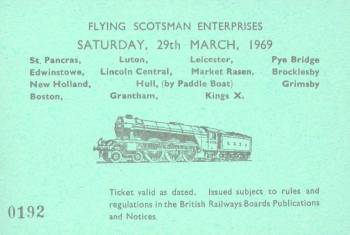 FLYING SCOTSMAN ENTERPRISES
SATURDAY, 29th MARCH, 1969
St. Pancras, Luton, Leicester, Pye Bridge
Edwinstowe, Lincoln Central, Market Rasen, Brocklesby
New Holland, Hull, (by Paddle Boat) Grimsby
Boston, Grantham, Kings X.
Ticket valid as dated. Issued subject to rules and
regulations in the British Railways Boards Publications
and Notices.
0192